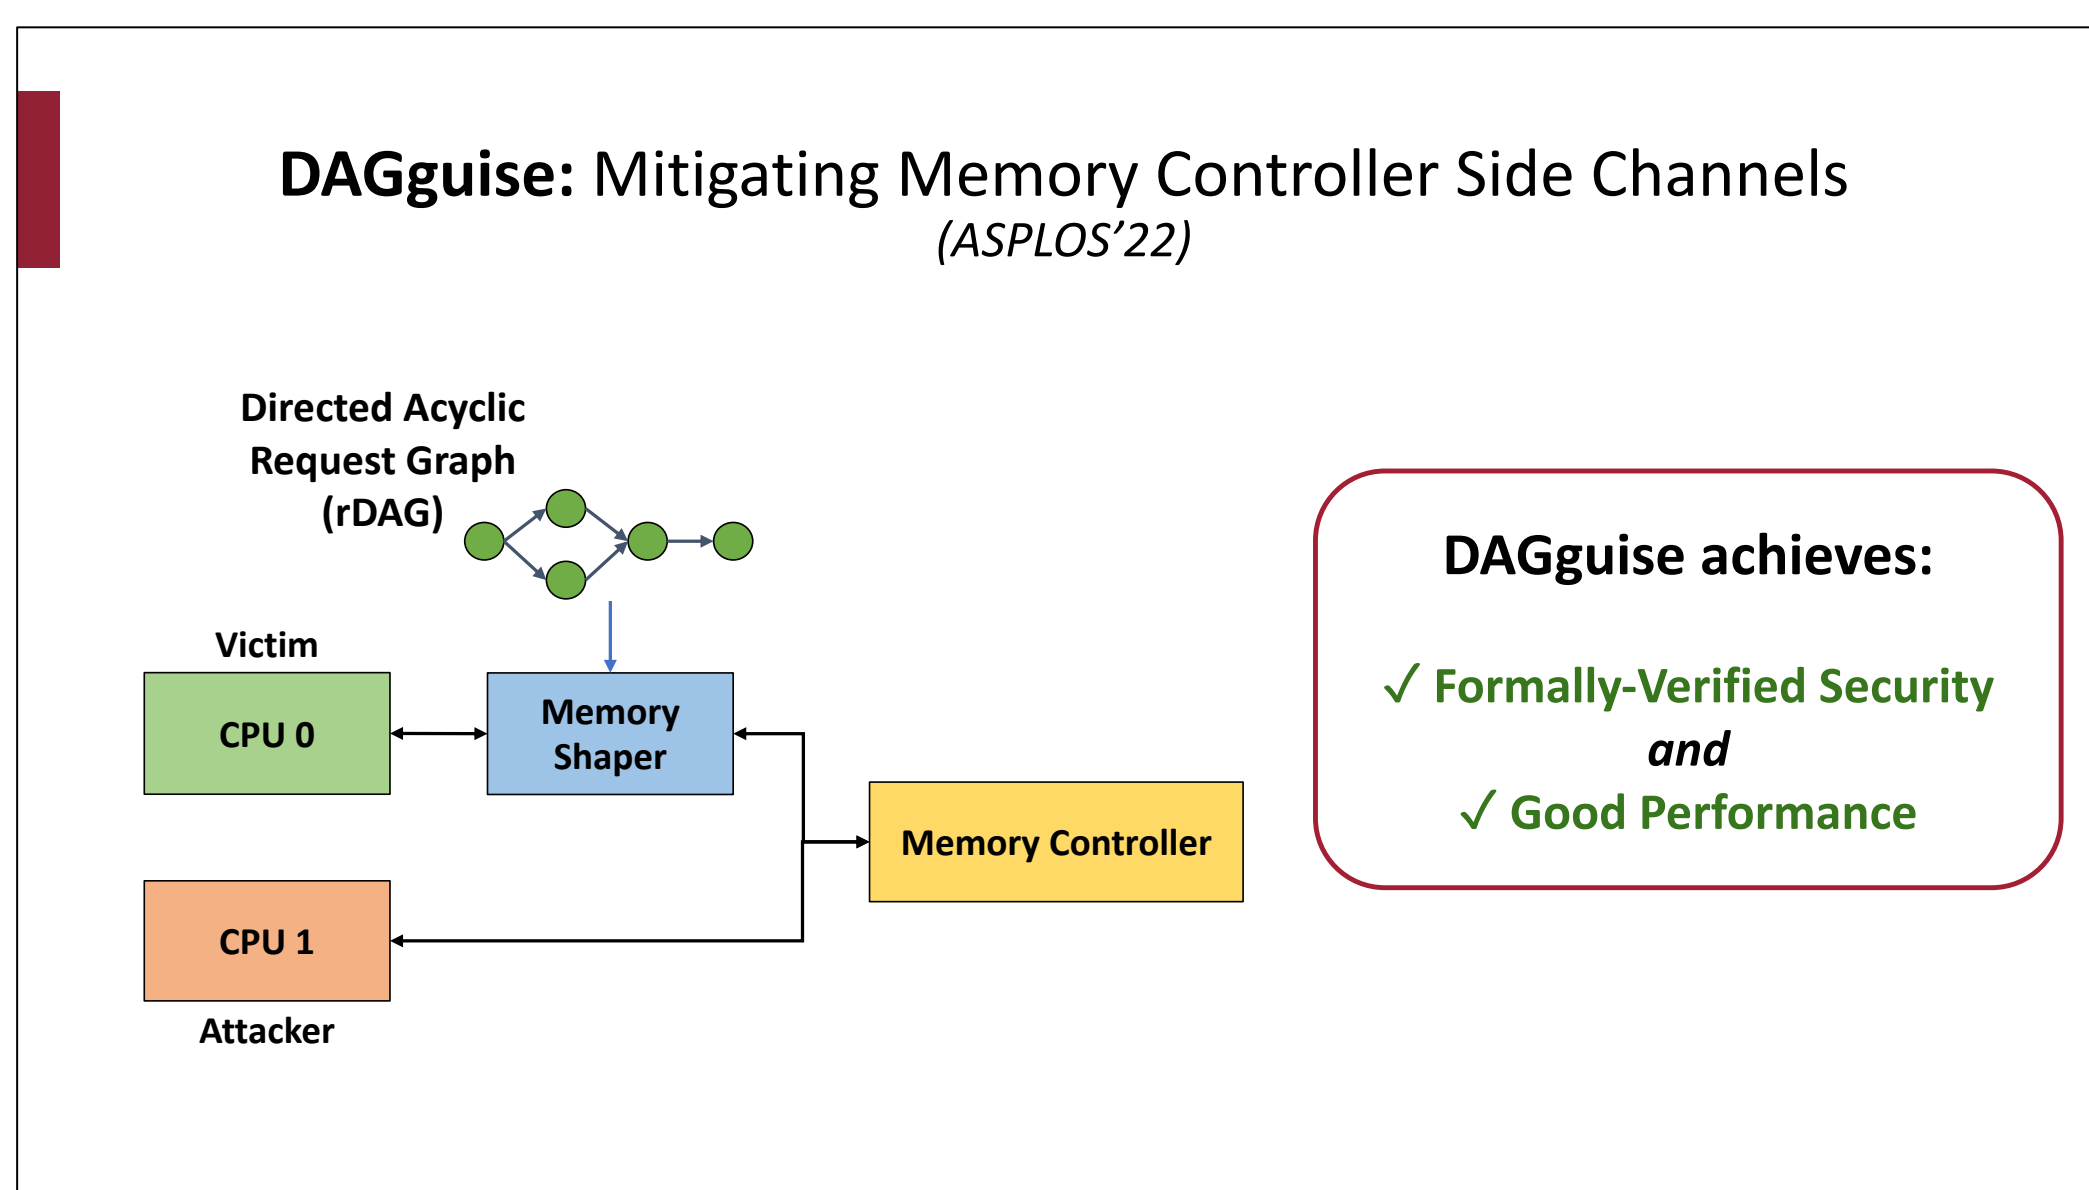 DAGguise: Mitigating Memory Controller Side Channels
(ASPLOS’22)
Directed Acyclic
Request Graph
(rDAG)
Victim
CPU 0
Memory
Shaper
Memory Controller
CPU 1
Attacker
DAGguise achieves:
✓ Formally-Verified Security
and
✓ Good Performance